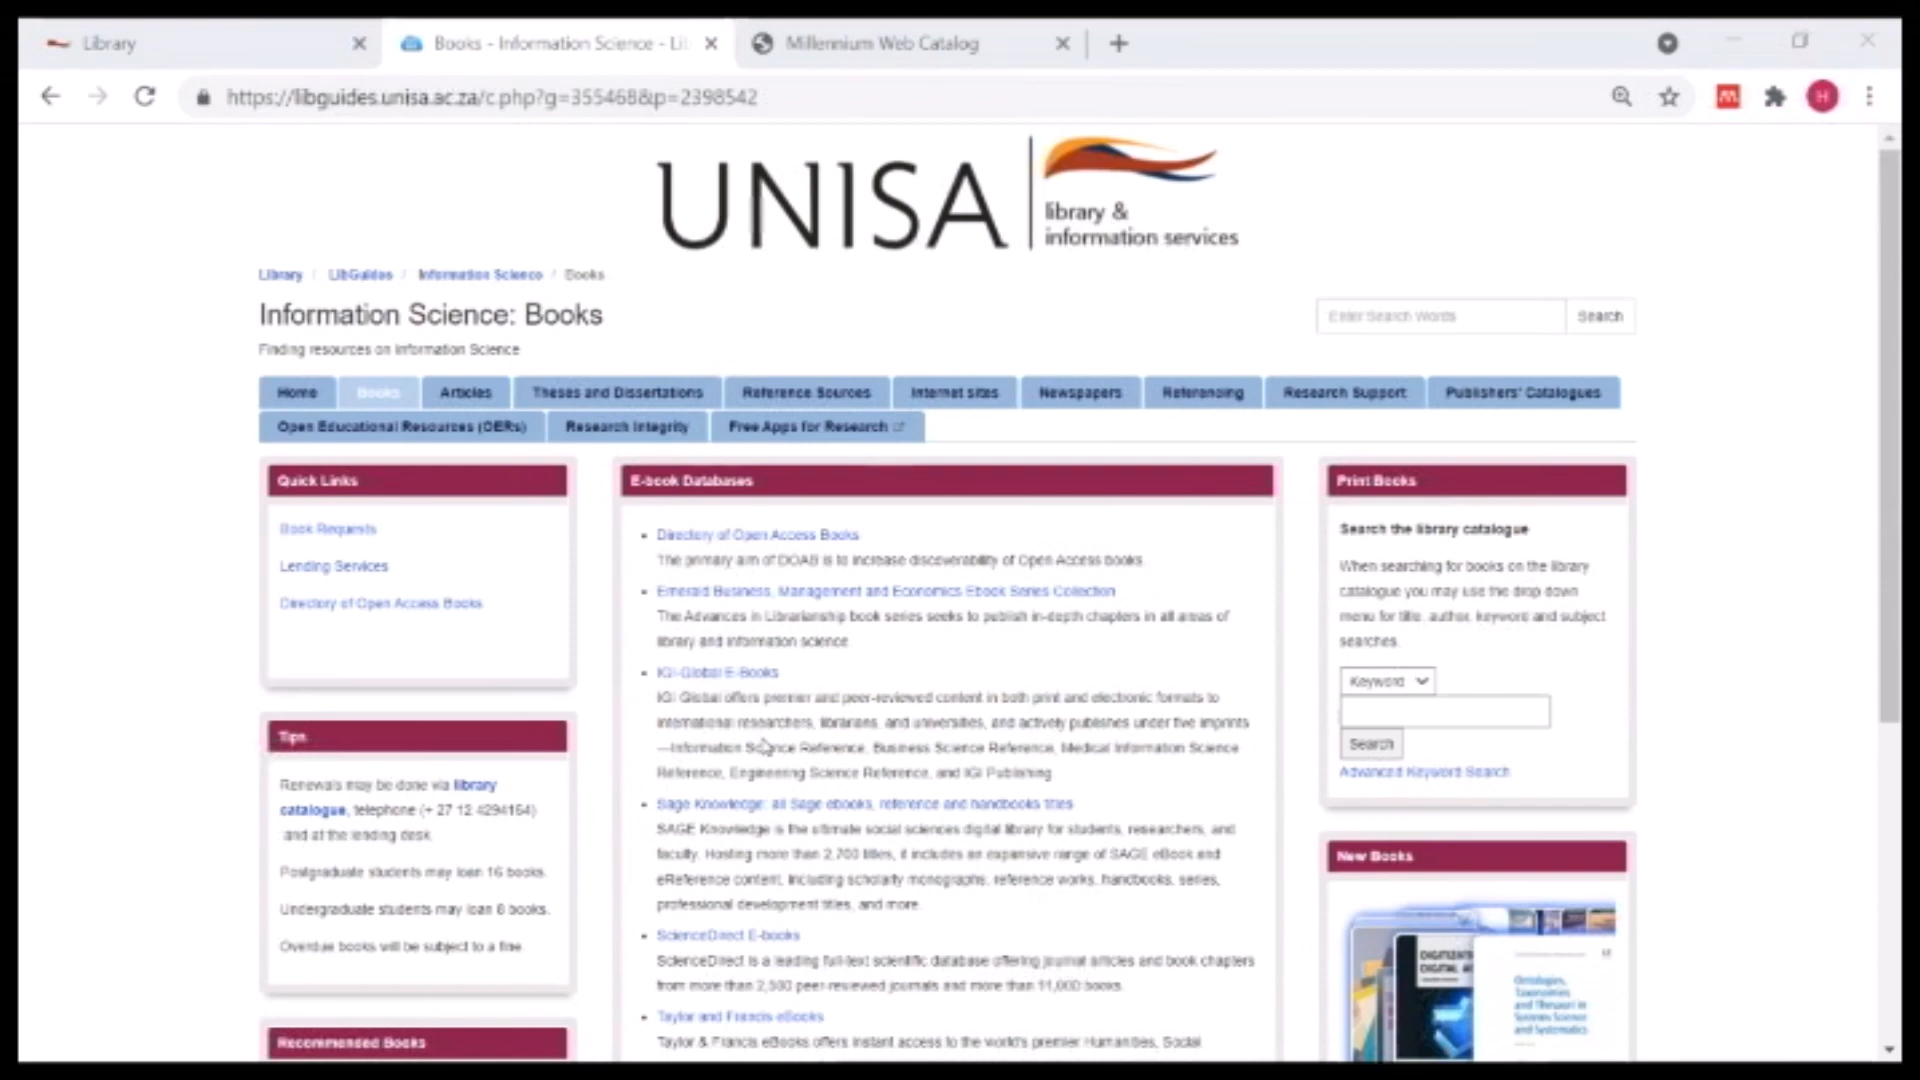 Library
Books - Information Science - Li
Millennium Web Catalog
https://libguides.unisa.ac.za/c.php?g=355468&p=2398542
H
UNISA
library &
information services
Library / LibGuides / Information Science / Books
Information Science: Books
Enter Search Words
Search
Finding resources on Information Science
Home
Books
Articles
Theses and Dissertations
Reference Sources
Internet sites
Newspapers
Referencing
Research Support
Publishers' Catalogues
Open Educational Resources (OERs)
Research Integrity
Free Apps for Research
Quick Links
Book Requests
Lending Services
Directory of Open Access Books
Tips
Renewals may be done via library
catalogue, telephone (+ 27 12 4294154)
and at the lending desk
Postgraduate students may loan 16 books.
Undergraduate students may loan 8 books.
Overdue books will be subject to a fine
Recommended Books
E-book Databases
Directory of Open Access Books
The primary aim of DOAB is to increase discoverability of Open Access books.
Emerald Business, Management and Economics Ebook Series Collection
The Advances in Librarianship book series seeks to publish in-depth chapters in all areas of
library and information science
IGI-Global E-Books
IGI Global offers premier and peer-reviewed content in both print and electronic formats to
international researchers, librarians, and universities, and actively publishes under five imprints
—Information Science Reference, Business Science Reference, Medical Information Science
Reference, Engineering Science Reference, and IGI Publishing
Sage Knowledge: all Sage ebooks, reference and handbooks titles
SAGE Knowledge is the ultimate social sciences digital library for students, researchers, and
faculty. Hosting more than 2,700 titles, it includes an expansive range of SAGE eBook and
eReference content, including scholarly monographs, reference works, handbooks, series,
professional development titles, and more.
ScienceDirect E-books
ScienceDirect is a leading full-text scientific database offering journal articles and book chapters
from more than 2,500 peer-reviewed journals and more than 11,000 books.
Taylor and Francis eBooks
Taylor & Francis eBooks offers instant access to the world's premier Humanities, Social
Print Books
Search the library catalogue
When searching for books on the library
catalogue you may use the drop down
menu for title, author, keyword and subject
searches.
Keyword
Search
Advanced Keyword Search
New Books
DIGITAL
Ontologies,
Taxonomies
and Thesauri in
Systems Science
and Systematics